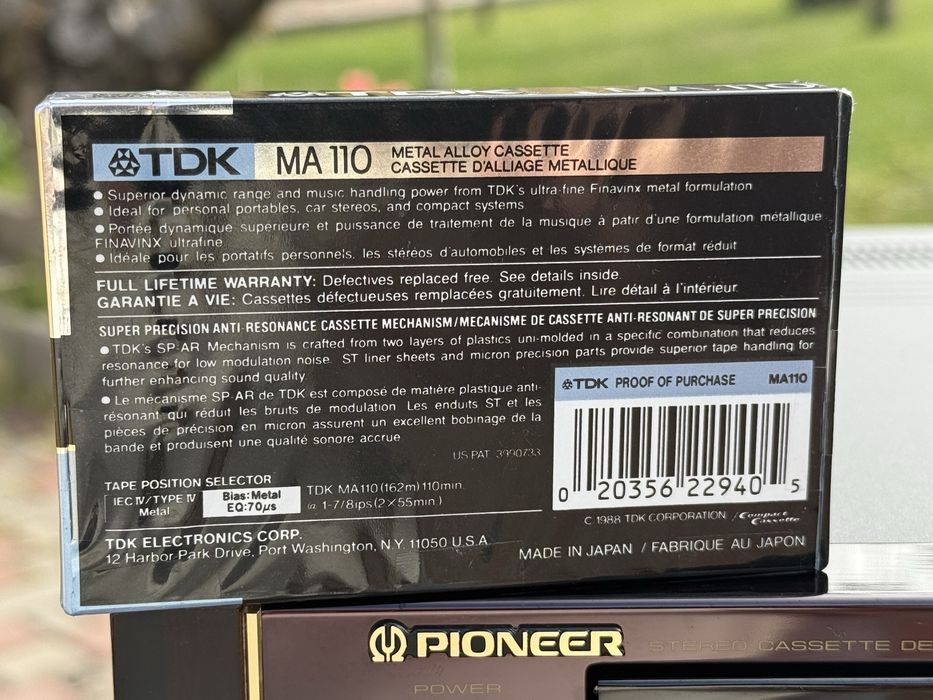 TDK MA 110
TDK MA 110 METAL ALLOY CASSETTE
CASSETTE D'ALLIAGE METALLIQUE
● Superior dynamic range and music handling power from TDK's ultra-fine Finavinx metal formulation
● Ideal for personal portables, car stereos, and compact systems
● Portée dynamique superieure et puissance de traitement de la musique à patir d'une formulation métallique
FINAVINX ultrafine.
● Idéale pour les portatifs personnels, les stéréos d'automobiles et les systèmes de format réduit
FULL LIFETIME WARRANTY: Defectives replaced free. See details inside.
GARANTIE A VIE: Cassettes défectueuses remplacées gratuitement. Lire détail à l'intérieur.
SUPER PRECISION ANTI-RESONANCE CASSETTE MECHANISM/MECANISME DE CASSETTE ANTI-RESONANT DE SUPER PRECISION
● TDK's SP-AR Mechanism is crafted from two layers of plastics uni-molded in a specific combination that reduces
resonance for low modulation noise. ST liner sheets and micron precision parts provide superior tape handling for
further enhancing sound quality
● Le mécanisme SP-AR de TDK est composé de matière plastique anti-
résonant qui réduit les bruits de modulation. Les enduits ST et les
pièces de précision en micron assurent un excellent bobinage de la
bande et produisent une qualité sonore accrue
US PAT 3990733
TDK PROOF OF PURCHASE MA110
0 20356 22940 5
TAPE POSITION SELECTOR
IEC IV/TYPE IV
Metal
Bias: Metal
EQ: 70µs
TDK MA110 (162m) 110min.
@ 1-7/8ips (2×55min.)
C 1988 TDK CORPORATION / Compact Cassette
TDK ELECTRONICS CORP.
12 Harbor Park Drive, Port Washington, N.Y. 11050 U.S.A.
MADE IN JAPAN / FABRIQUE AU JAPON
PIONEER STEREO CASSETTE DE
POWER